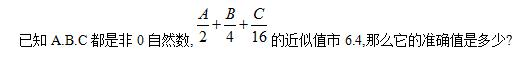 已知 A.B.C 都是非 0 自然数, A/2 + B/4 + C/16 的近似值市 6.4,那么它的准确值是多少?